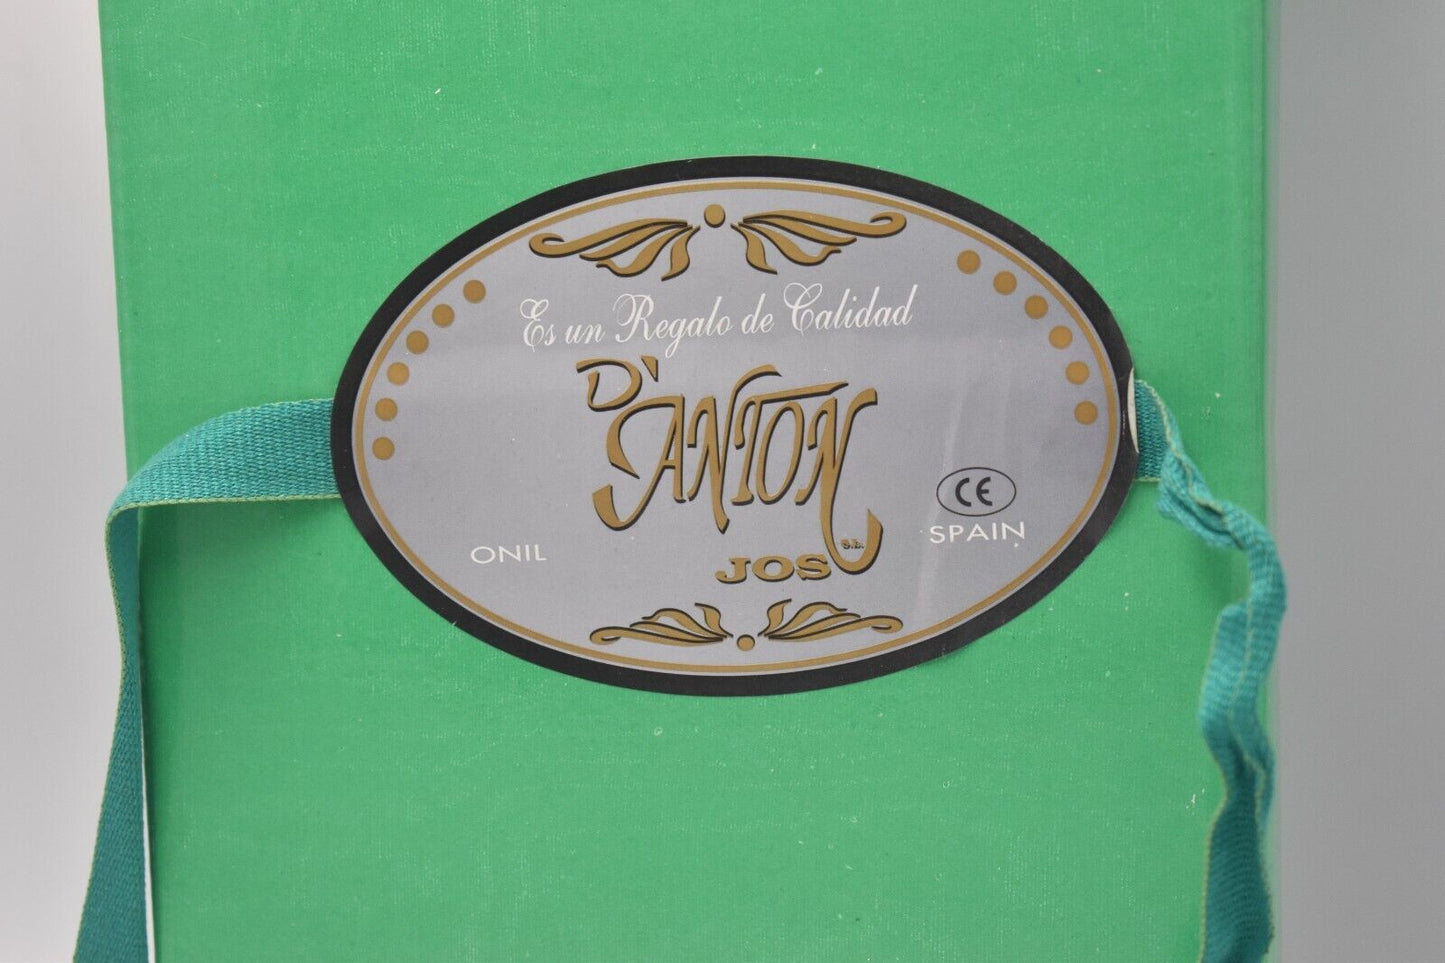 Es un Regalo de Calidad
D'ANTON
JOS S.L.
CE
ONIL
SPAIN